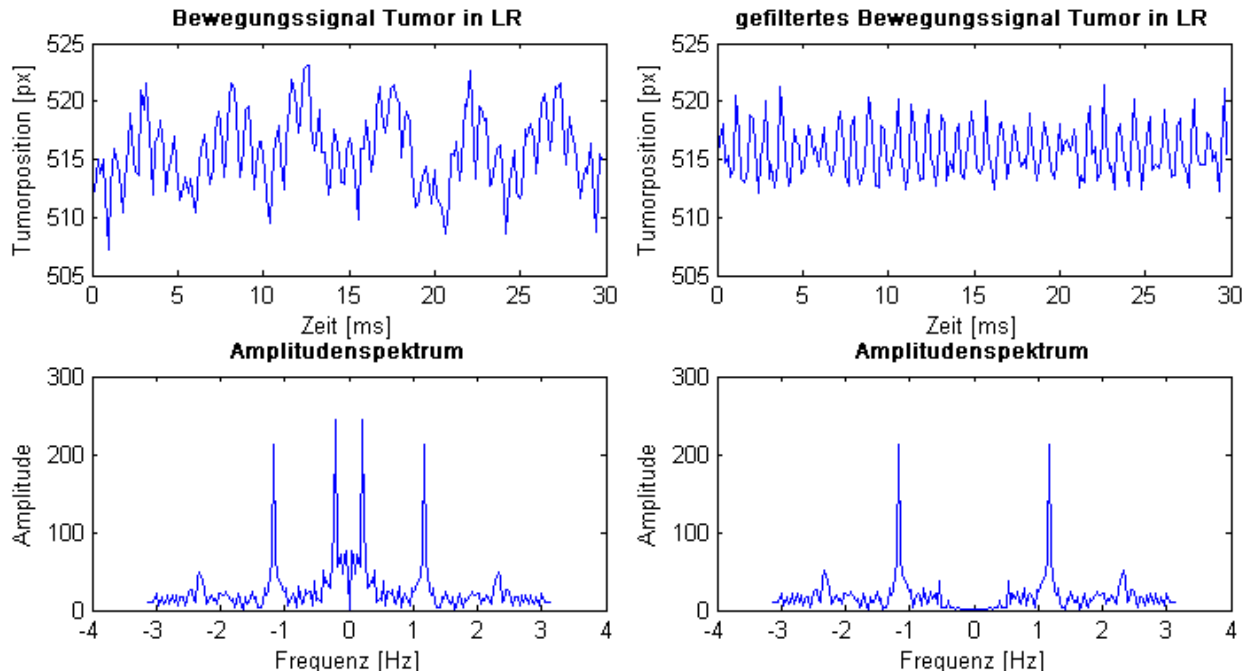 Bewegungssignal Tumor in LR
525
520
515
510
505
Tumorposition [px]
0 5 10 15 20 25 30
Zeit [ms]
gefiltertes Bewegungssignal Tumor in LR
525
520
515
510
505
Tumorposition [px]
0 5 10 15 20 25 30
Zeit [ms]
Amplitudenspektrum
300
200
100
0
Amplitude
-4 -3 -2 -1 0 1 2 3 4
Frequenz [Hz]
Amplitudenspektrum
300
200
100
0
Amplitude
-4 -3 -2 -1 0 1 2 3 4
Frequenz [Hz]